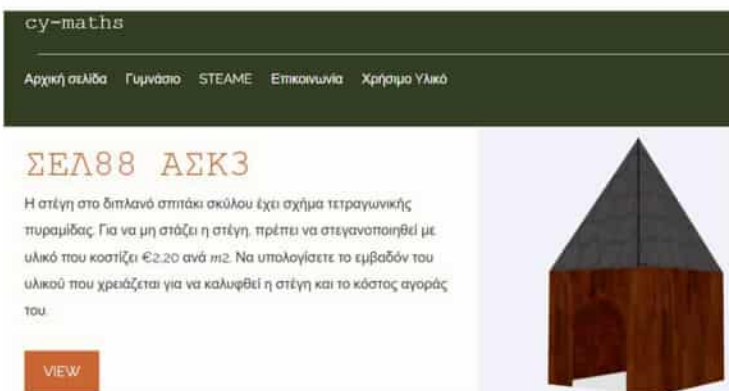 cy-maths
Αρχική σελίδα Γυμνάσιο STEAME Επικοινωνία Χρήσιμο Υλικό
ΣΕΛ88 ΑΣΚ3
Η στέγη στο διπλανό σπιτάκι σκύλου έχει σχήμα τετραγωνικής
πυραμίδας. Για να μη στάζει η στέγη, πρέπει να στεγανοποιηθεί με
υλικό που κοστίζει €2.20 ανά m2. Να υπολογίσετε το εμβαδόν του
υλικού που χρειάζεται για να καλυφθεί η στέγη και το κόστος αγοράς
του.
VIEW